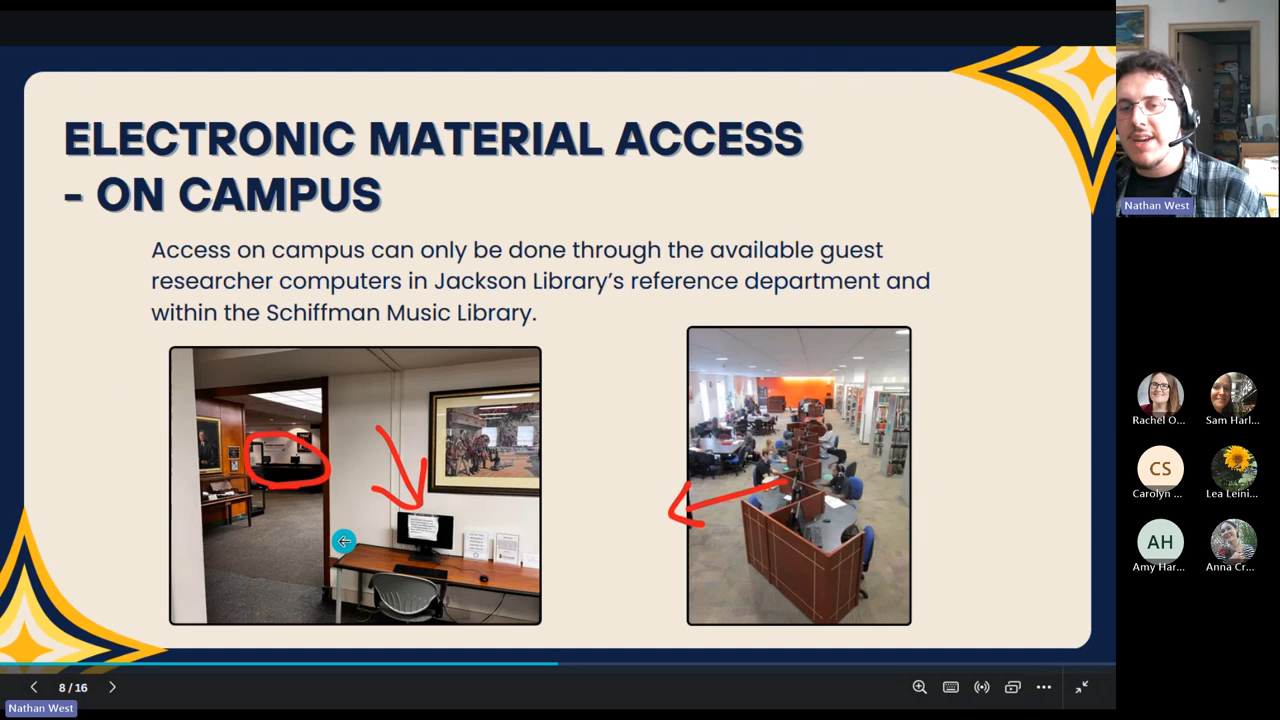 ELECTRONIC MATERIAL ACCESS
- ON CAMPUS
Access on campus can only be done through the available guest
researcher computers in Jackson Library’s reference department and
within the Schiffman Music Library.
8 / 16
Nathan West
Nathan West
Rachel O...
Sam Harl...
CS
Carolyn ...
Lea Leini...
AH
Amy Har...
Anna Cr...